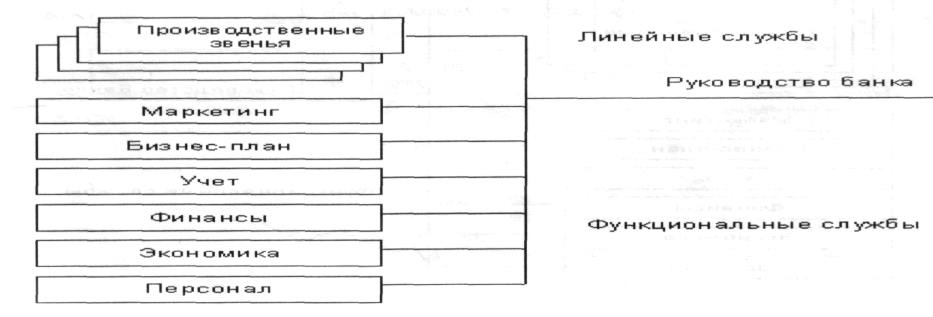 Производственные
звенья
Линейные службы
Руководство банка
Маркетинг
Бизнес-план
Учет
Финансы
Функциональные службы
Экономика
Персонал